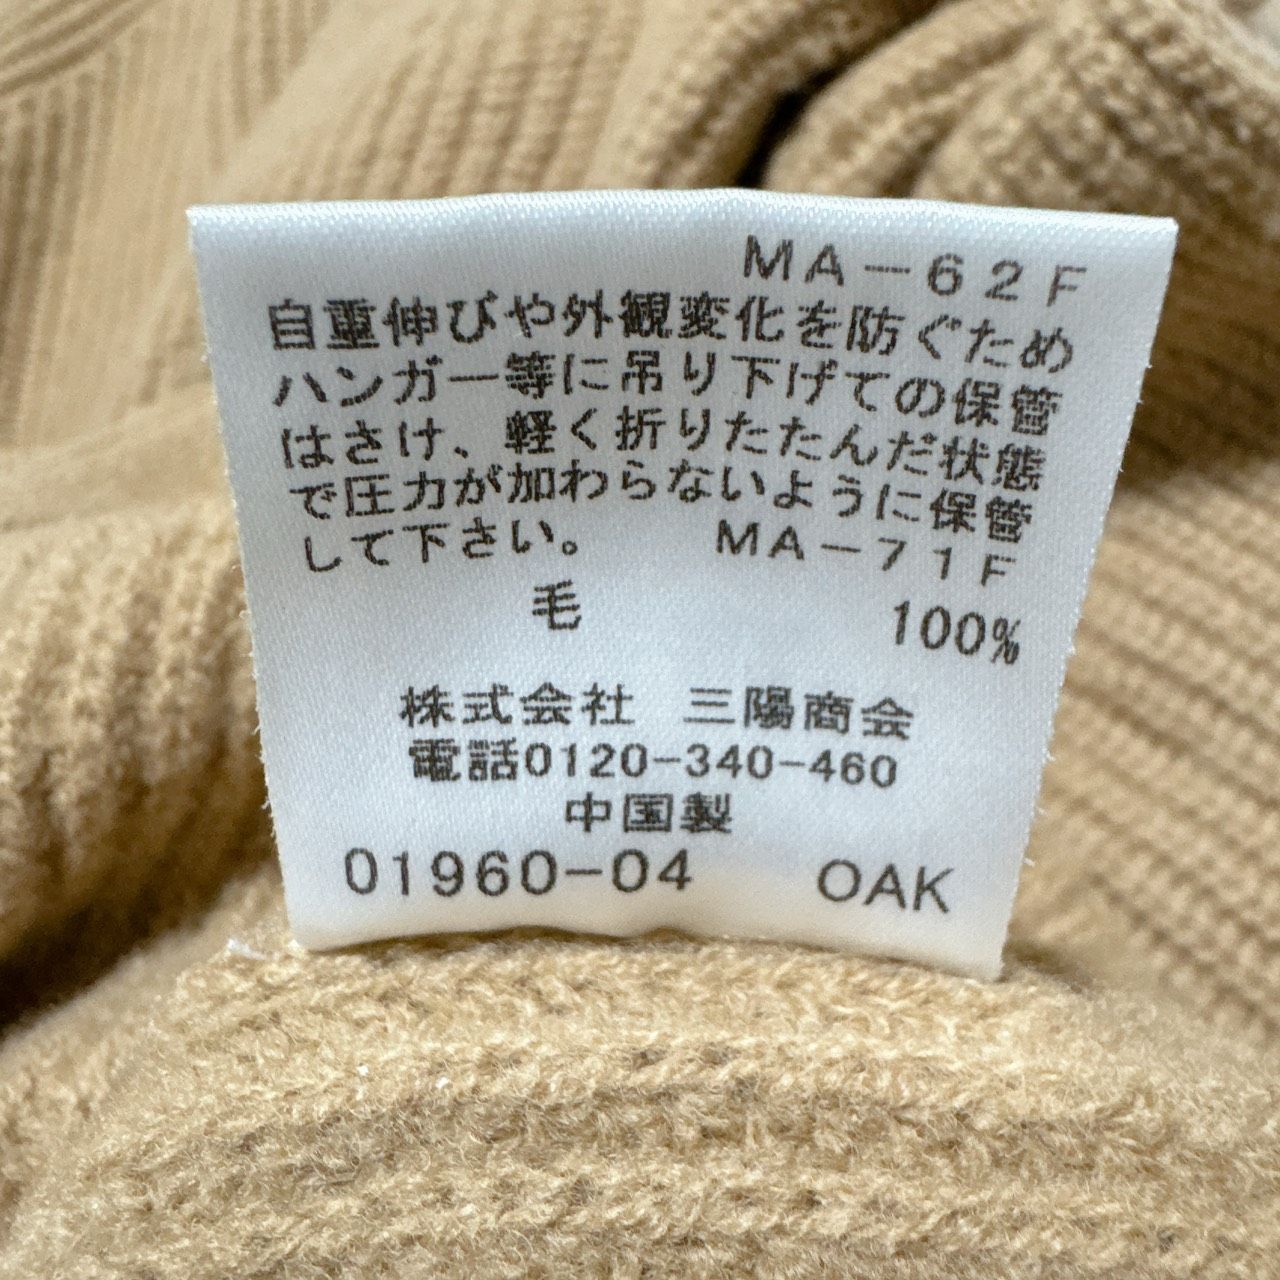 MA－62F
自重伸びや外観変化を防ぐため
ハンガー等に吊り下げての保管
はさけ、軽く折りたたんだ状態
で圧力が加わらないように保管
して下さい。　　MA－71F
毛　100%
株式会社　三陽商会
電話0120-340-460
中国製
01960-04　OAK